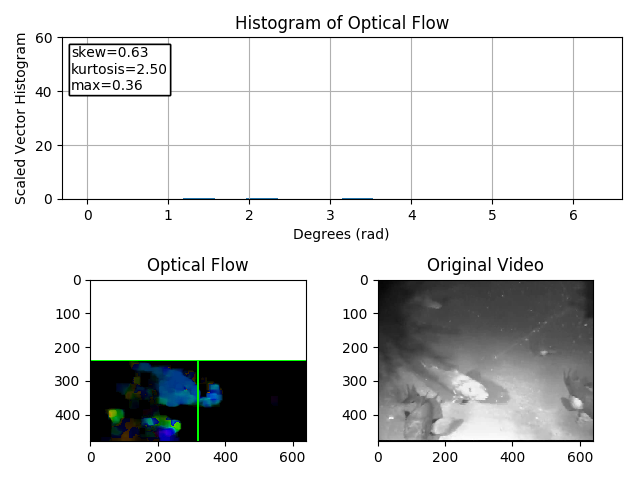 Histogram of Optical Flow
Scaled Vector Histogram
60
40
20
0
skew=0.63
kurtosis=2.50
max=0.36
0 1 2 3 4 5 6
Degrees (rad)
Optical Flow
0
100
200
300
400
0 200 400 600
Original Video
0
100
200
300
400
0 200 400 600